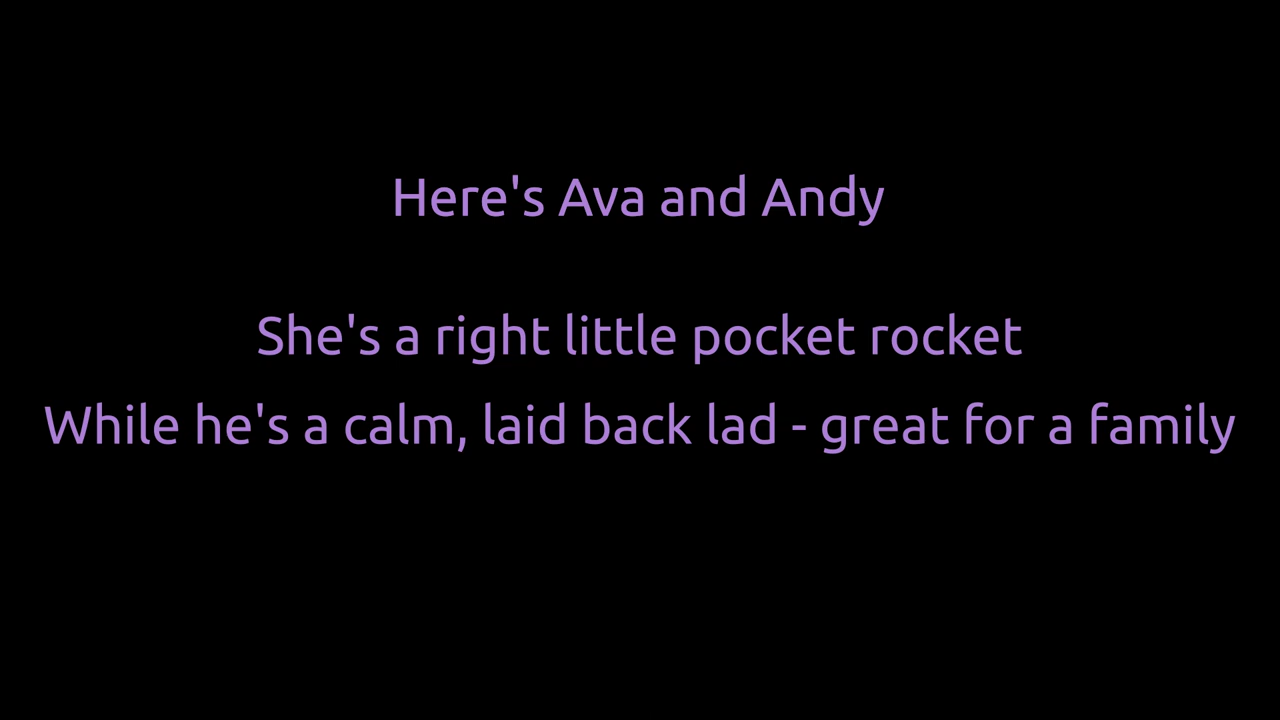 Here's Ava and Andy
She's a right little pocket rocket
While he's a calm, laid back lad - great for a family